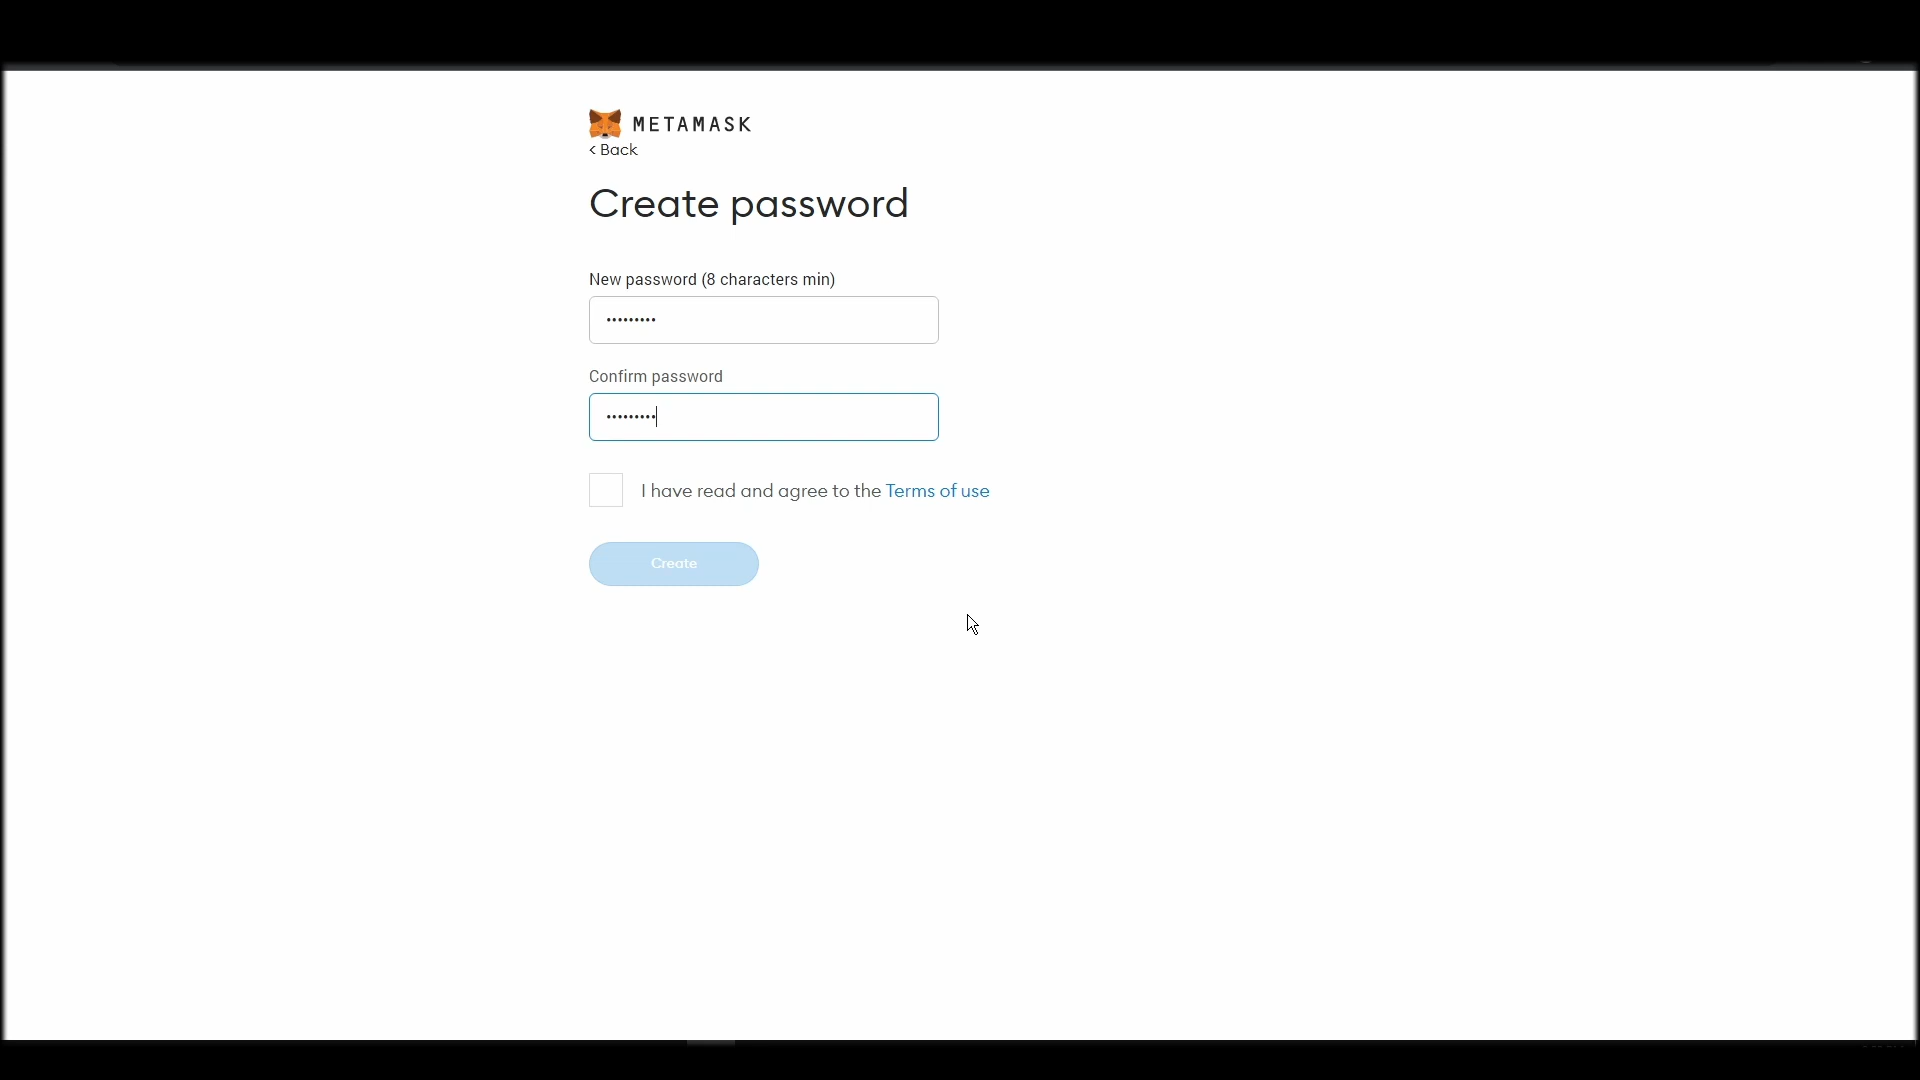 METAMASK
< Back
Create password
New password (8 characters min)
•••••••••
Confirm password
•••••••••
I have read and agree to the Terms of use
Create